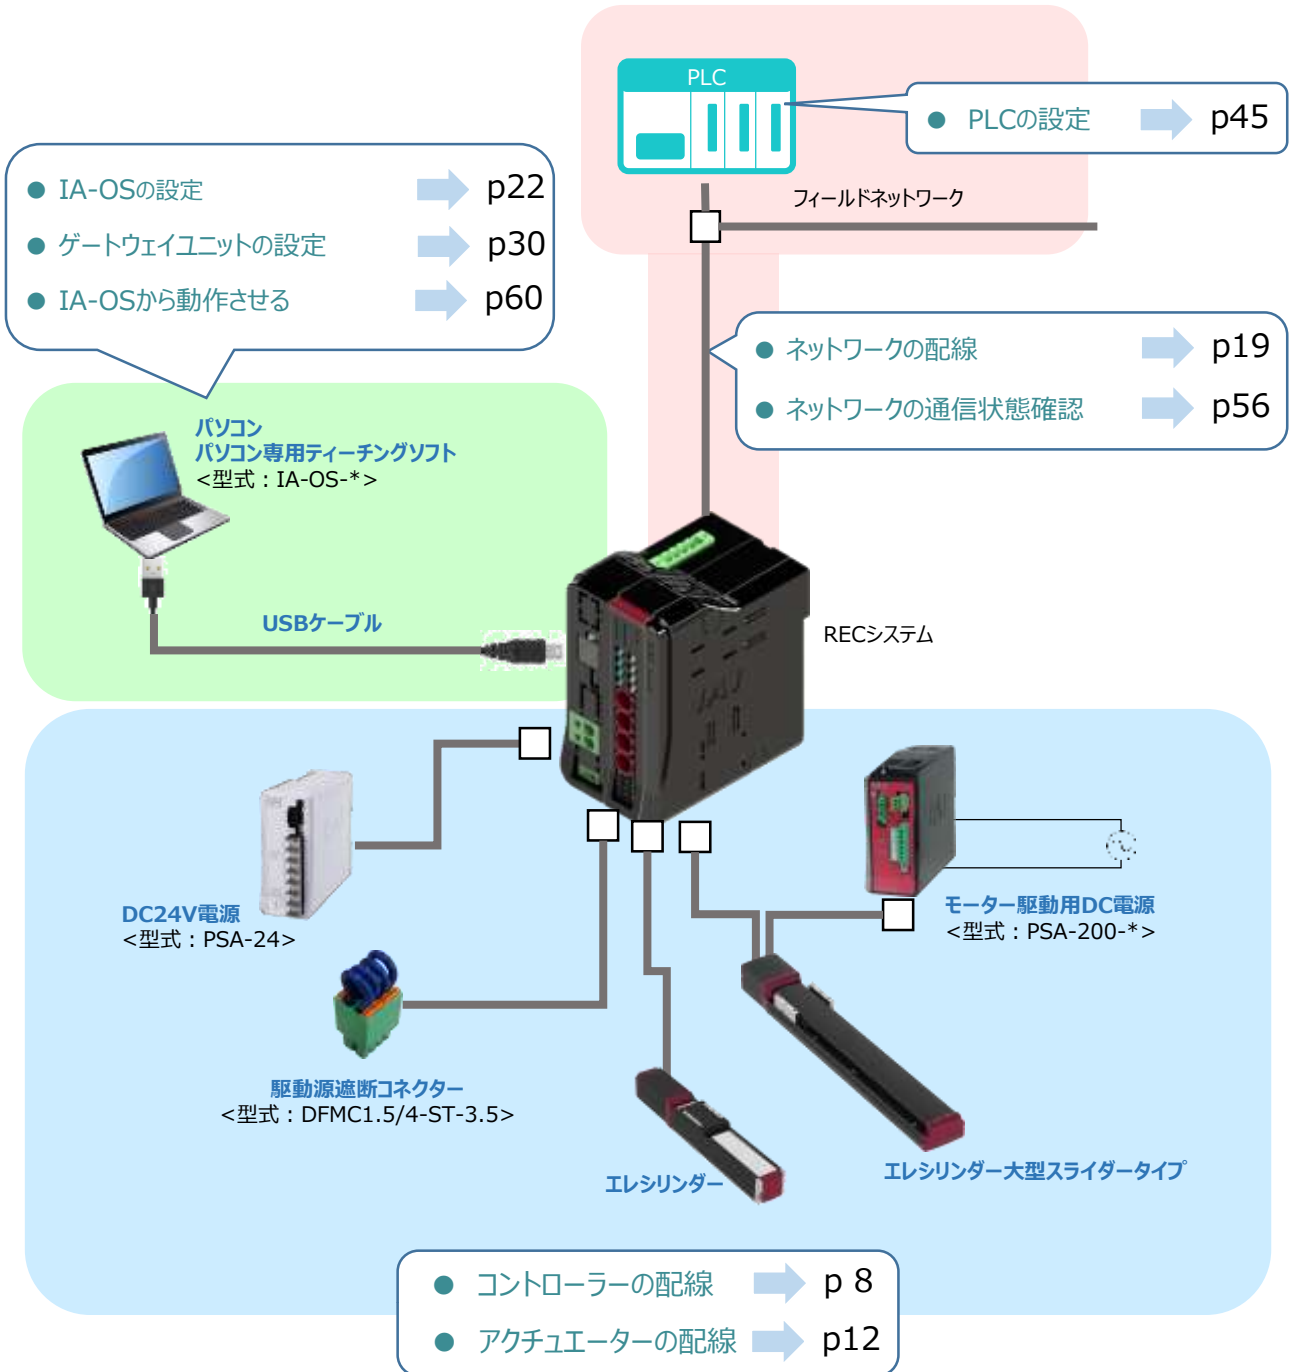 PLC
● PLCの設定 p45
フィールドネットワーク
● IA-OSの設定 p22
● ゲートウェイユニットの設定 p30
● IA-OSから動作させる p60
● ネットワークの配線 p19
● ネットワークの通信状態確認 p56
パソコン
パソコン専用ティーチングソフト
<型式：IA-OS-*>
USBケーブル
RECシステム
DC24V電源
<型式：PSA-24>
モーター駆動用DC電源
<型式：PSA-200-*>
駆動源遮断コネクター
<型式：DFMC1.5/4-ST-3.5>
エレシリンダー
エレシリンダー大型スライダータイプ
● コントローラーの配線 p 8
● アクチュエーターの配線 p12